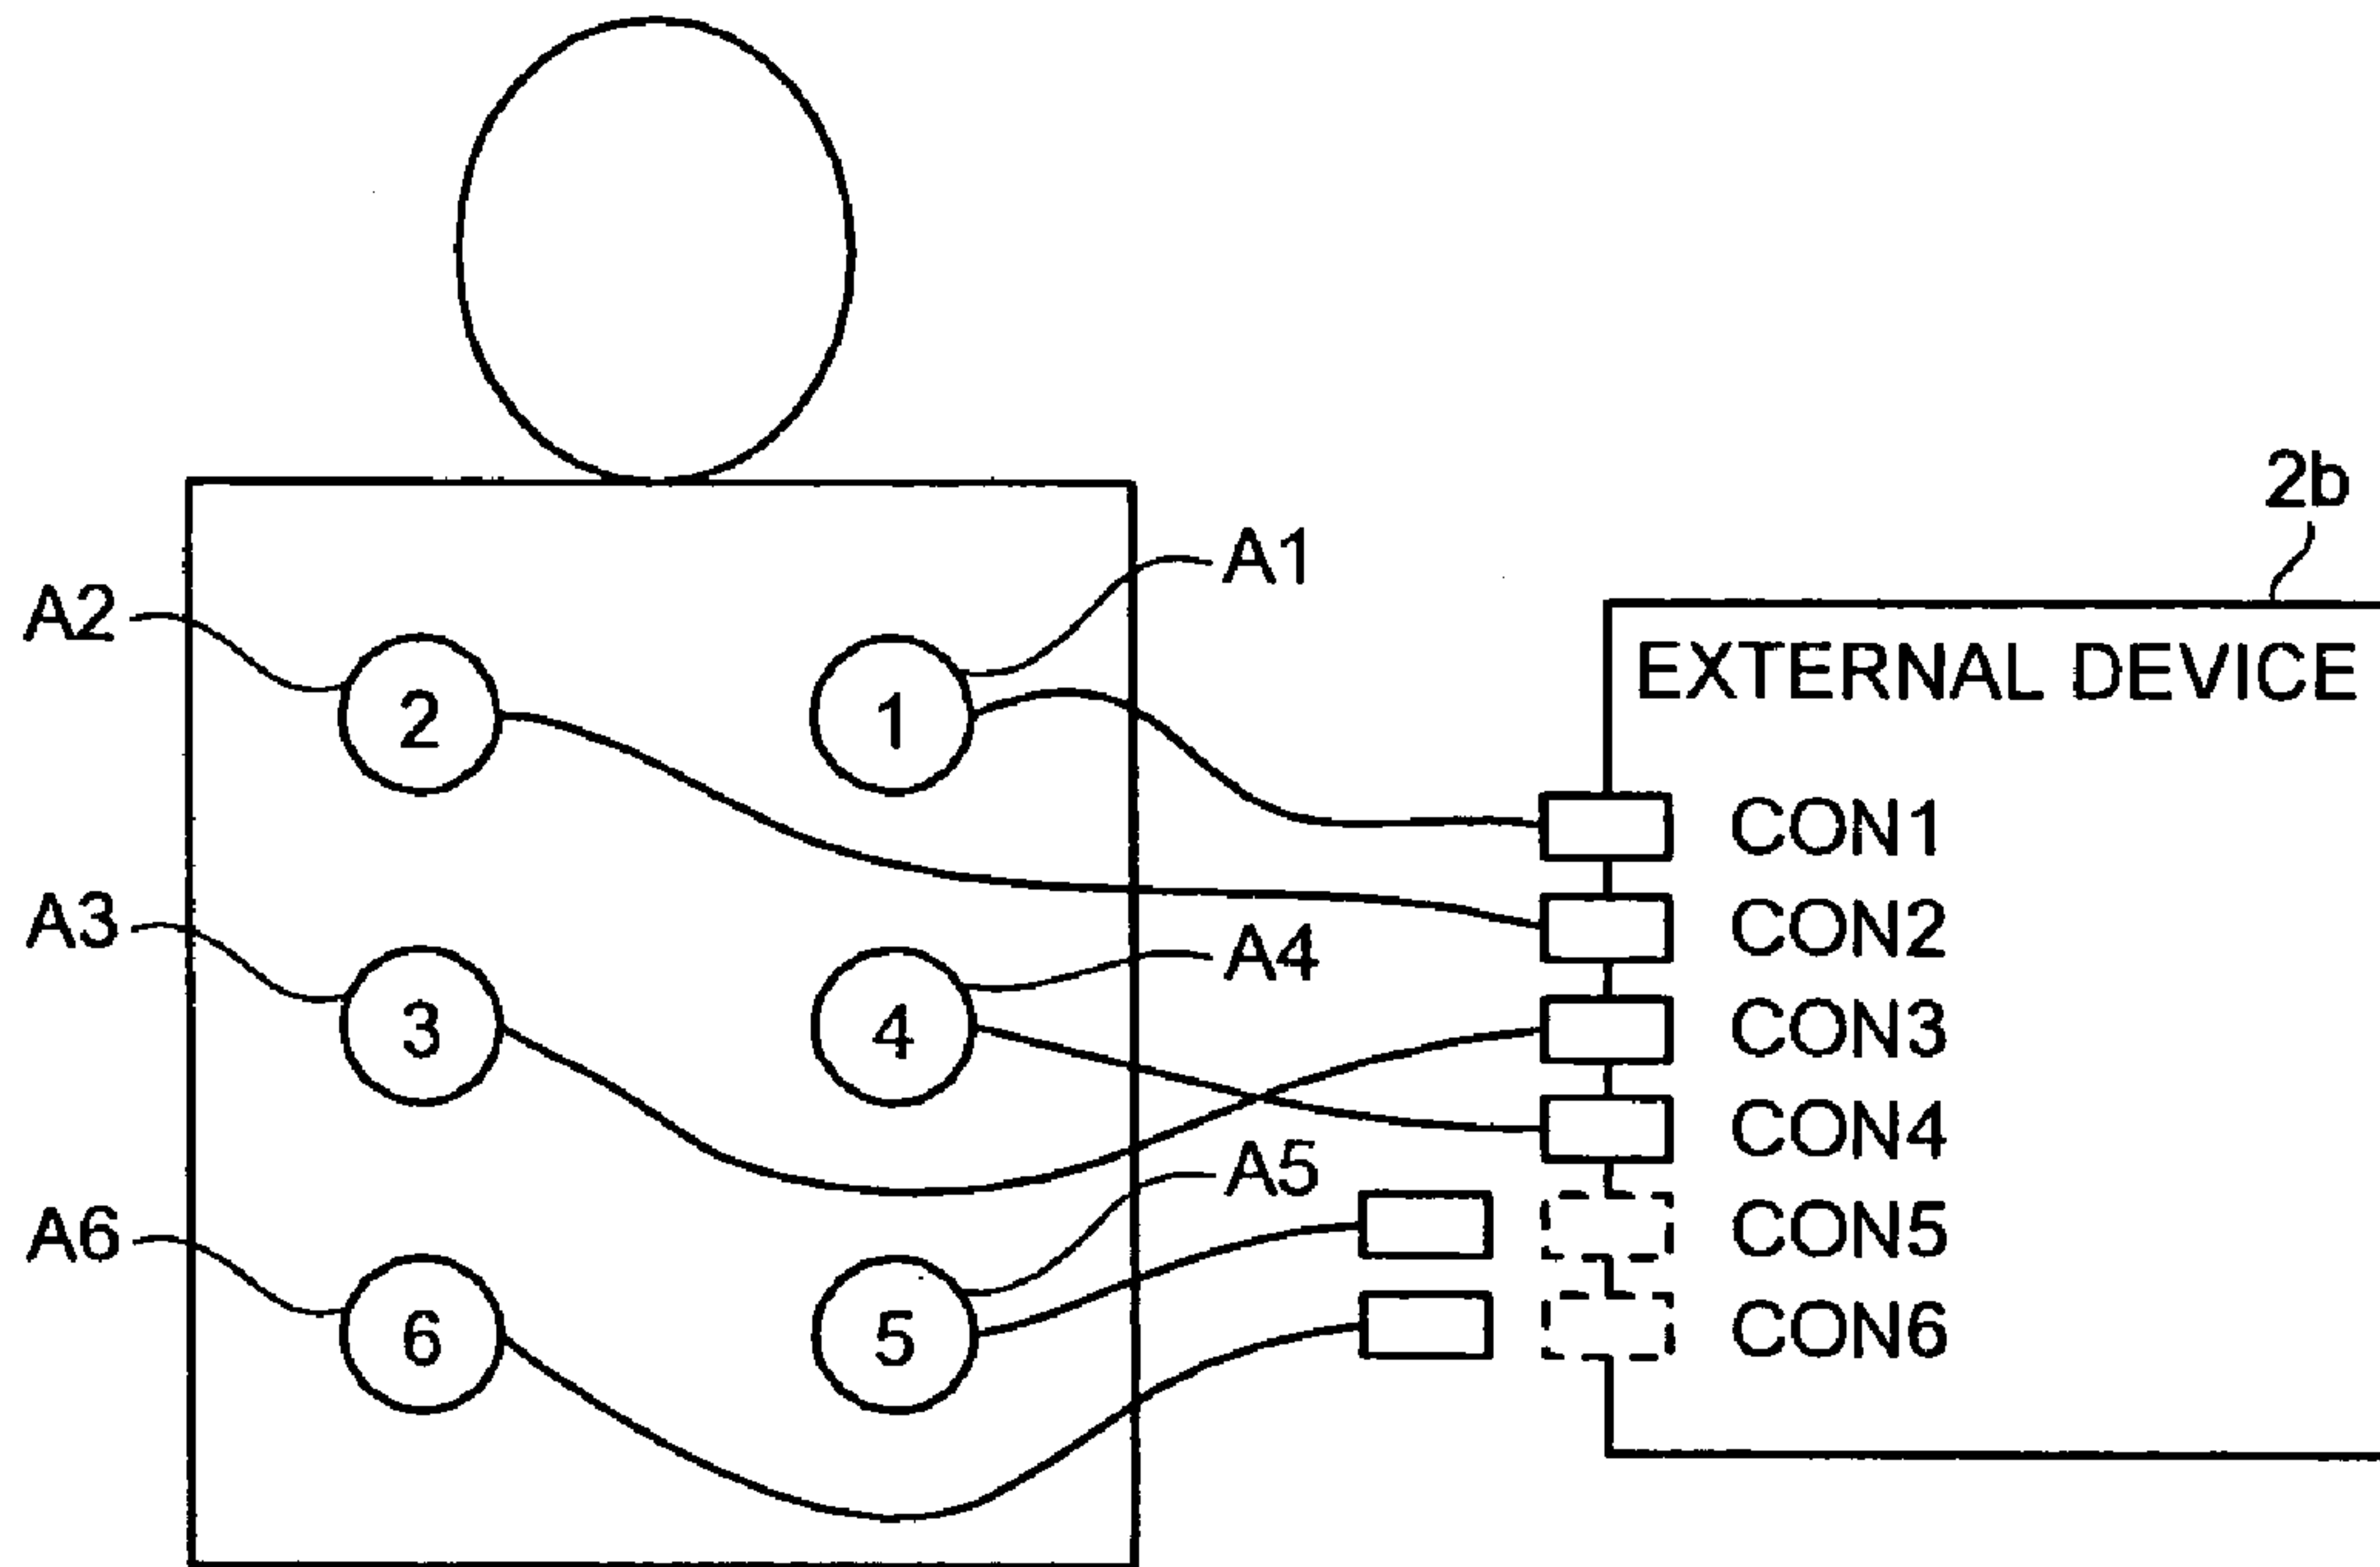 2b
A1
A2
2
1
EXTERNAL DEVICE
CON1
CON2
A3
A4
3
4
CON3
CON4
A5
A6
6
5
CON5
CON6